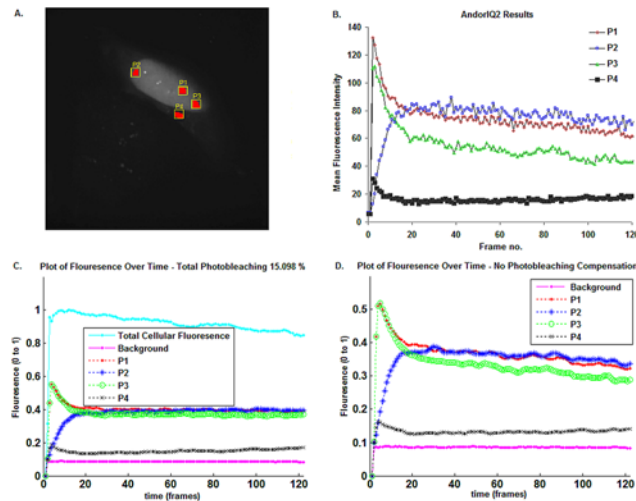 A.
P2
P1
P3
P4
B.
AndorIQ2 Results
Mean Fluorescence Intensity
140
120
100
80
60
40
20
0
0 20 40 60 80 100 120
Frame no.
P1
P2
P3
P4
C. Plot of Flouresence Over Time - Total Photobleaching 15.098 %
Flouresence (0 to 1)
1
0.8
0.6
0.4
0.2
0
0 20 40 60 80 100 120
time (frames)
Total Cellular Fluoresence
Background
P1
P2
P3
P4
D. Plot of Flouresence Over Time - No Photobleaching Compensation
Flouresence (0 to 1)
0.5
0.4
0.3
0.2
0.1
0
0 20 40 60 80 100 120
time (frames)
Background
P1
P2
P3
P4